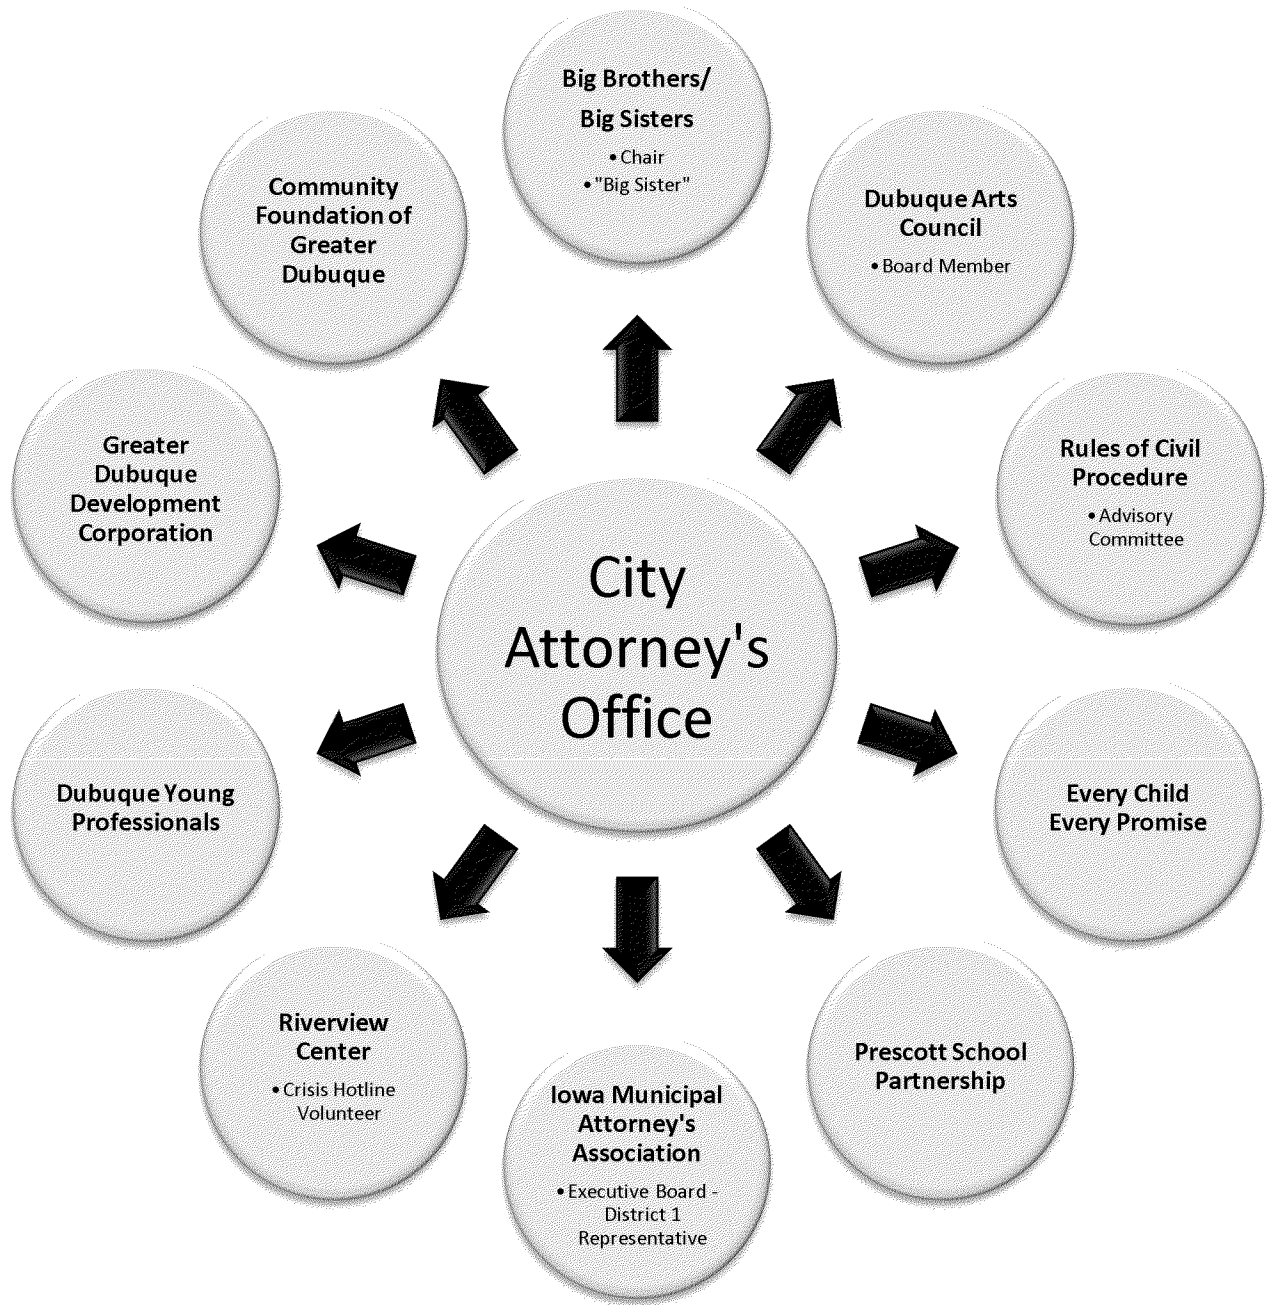 Big Brothers/
Big Sisters
• Chair
• "Big Sister"
Dubuque Arts
Council
• Board Member
Rules of Civil
Procedure
• Advisory
Committee
Every Child
Every Promise
Prescott School
Partnership
Iowa Municipal
Attorney's
Association
• Executive Board -
District 1
Representative
Riverview
Center
• Crisis Hotline
Volunteer
Dubuque Young
Professionals
Greater
Dubuque
Development
Corporation
Community
Foundation of
Greater
Dubuque
City
Attorney's
Office